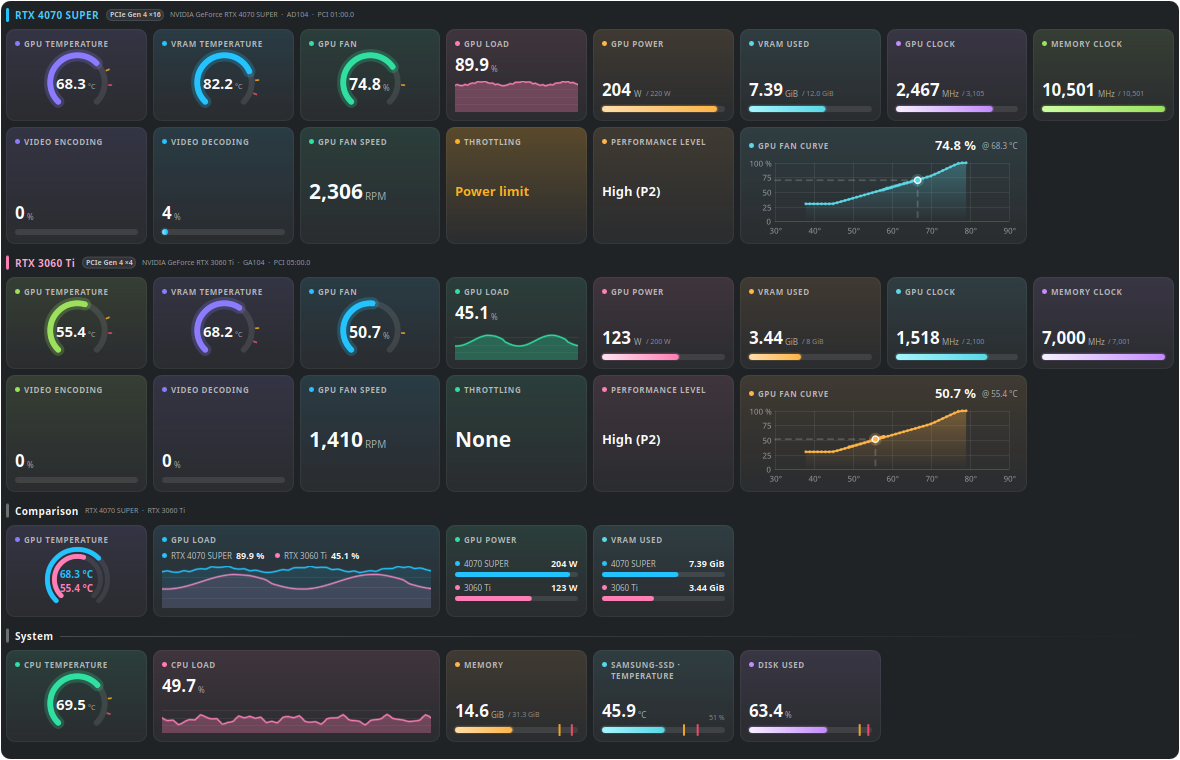 RTX 4070 SUPER PCIe Gen 4 ×16 NVIDIA GeForce RTX 4070 SUPER · AD104 · PCI 01:00.0
GPU TEMPERATURE
68.3 °C
VRAM TEMPERATURE
82.2 °C
GPU FAN
74.8 %
GPU LOAD
89.9 %
GPU POWER
204 W / 220 W
VRAM USED
7.39 GiB / 12.0 GiB
GPU CLOCK
2,467 MHz / 3,105
MEMORY CLOCK
10,501 MHz / 10,501
VIDEO ENCODING
0 %
VIDEO DECODING
4 %
GPU FAN SPEED
2,306 RPM
THROTTLING
Power limit
PERFORMANCE LEVEL
High (P2)
GPU FAN CURVE 74.8 % @ 68.3 °C
100 %
75
50
25
0
30° 40° 50° 60° 70° 80° 90°
RTX 3060 Ti PCIe Gen 4 ×4 NVIDIA GeForce RTX 3060 Ti · GA104 · PCI 05:00.0
GPU TEMPERATURE
55.4 °C
VRAM TEMPERATURE
68.2 °C
GPU FAN
50.7 %
GPU LOAD
45.1 %
GPU POWER
123 W / 200 W
VRAM USED
3.44 GiB / 8 GiB
GPU CLOCK
1,518 MHz / 2,100
MEMORY CLOCK
7,000 MHz / 7,001
VIDEO ENCODING
0 %
VIDEO DECODING
0 %
GPU FAN SPEED
1,410 RPM
THROTTLING
None
PERFORMANCE LEVEL
High (P2)
GPU FAN CURVE 50.7 % @ 55.4 °C
100 %
75
50
25
0
30° 40° 50° 60° 70° 80° 90°
Comparison RTX 4070 SUPER · RTX 3060 Ti
GPU TEMPERATURE
68.3 °C
55.4 °C
GPU LOAD
RTX 4070 SUPER 89.9 % RTX 3060 Ti 45.1 %
GPU POWER
4070 SUPER 204 W
3060 Ti 123 W
VRAM USED
4070 SUPER 7.39 GiB
3060 Ti 3.44 GiB
System
CPU TEMPERATURE
69.5 °C
CPU LOAD
49.7 %
MEMORY
14.6 GiB / 31.3 GiB
SAMSUNG-SSD ·
TEMPERATURE
45.9 °C 51 %
DISK USED
63.4 %